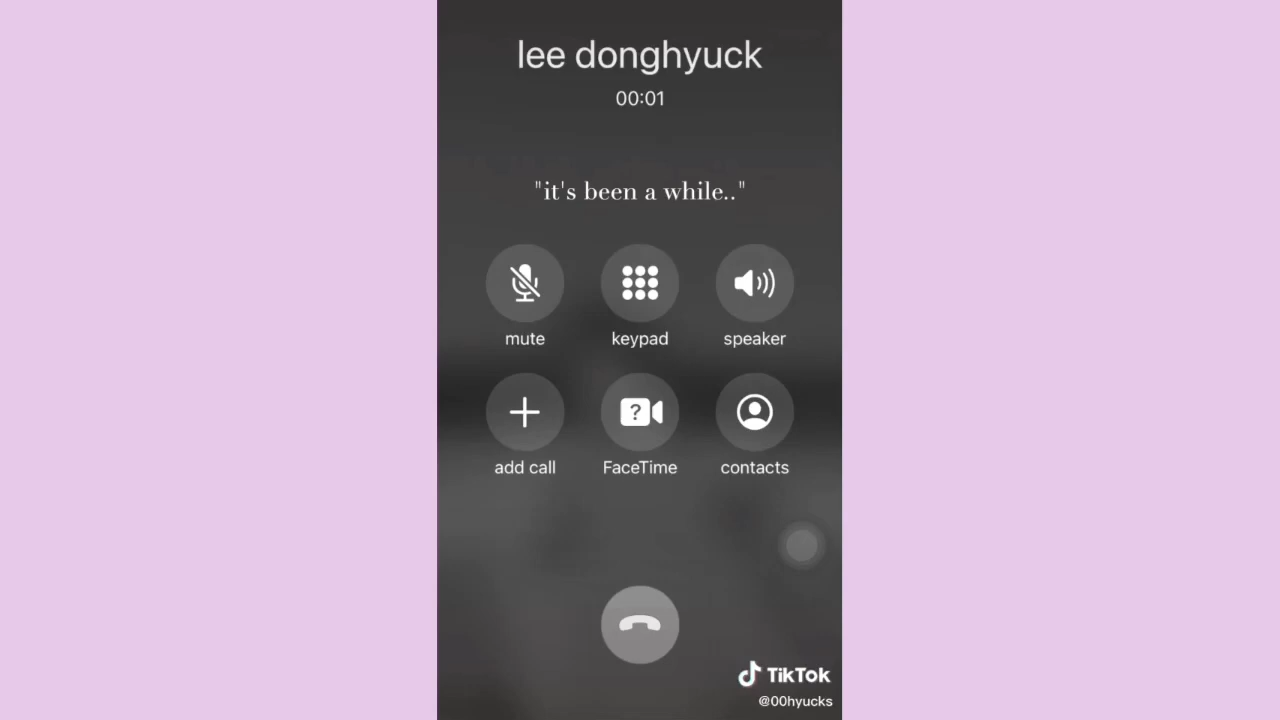 lee donghyuck
00:01
"it's been a while.."
mute keypad speaker
?
add call FaceTime contacts
TikTok
@00hyucks